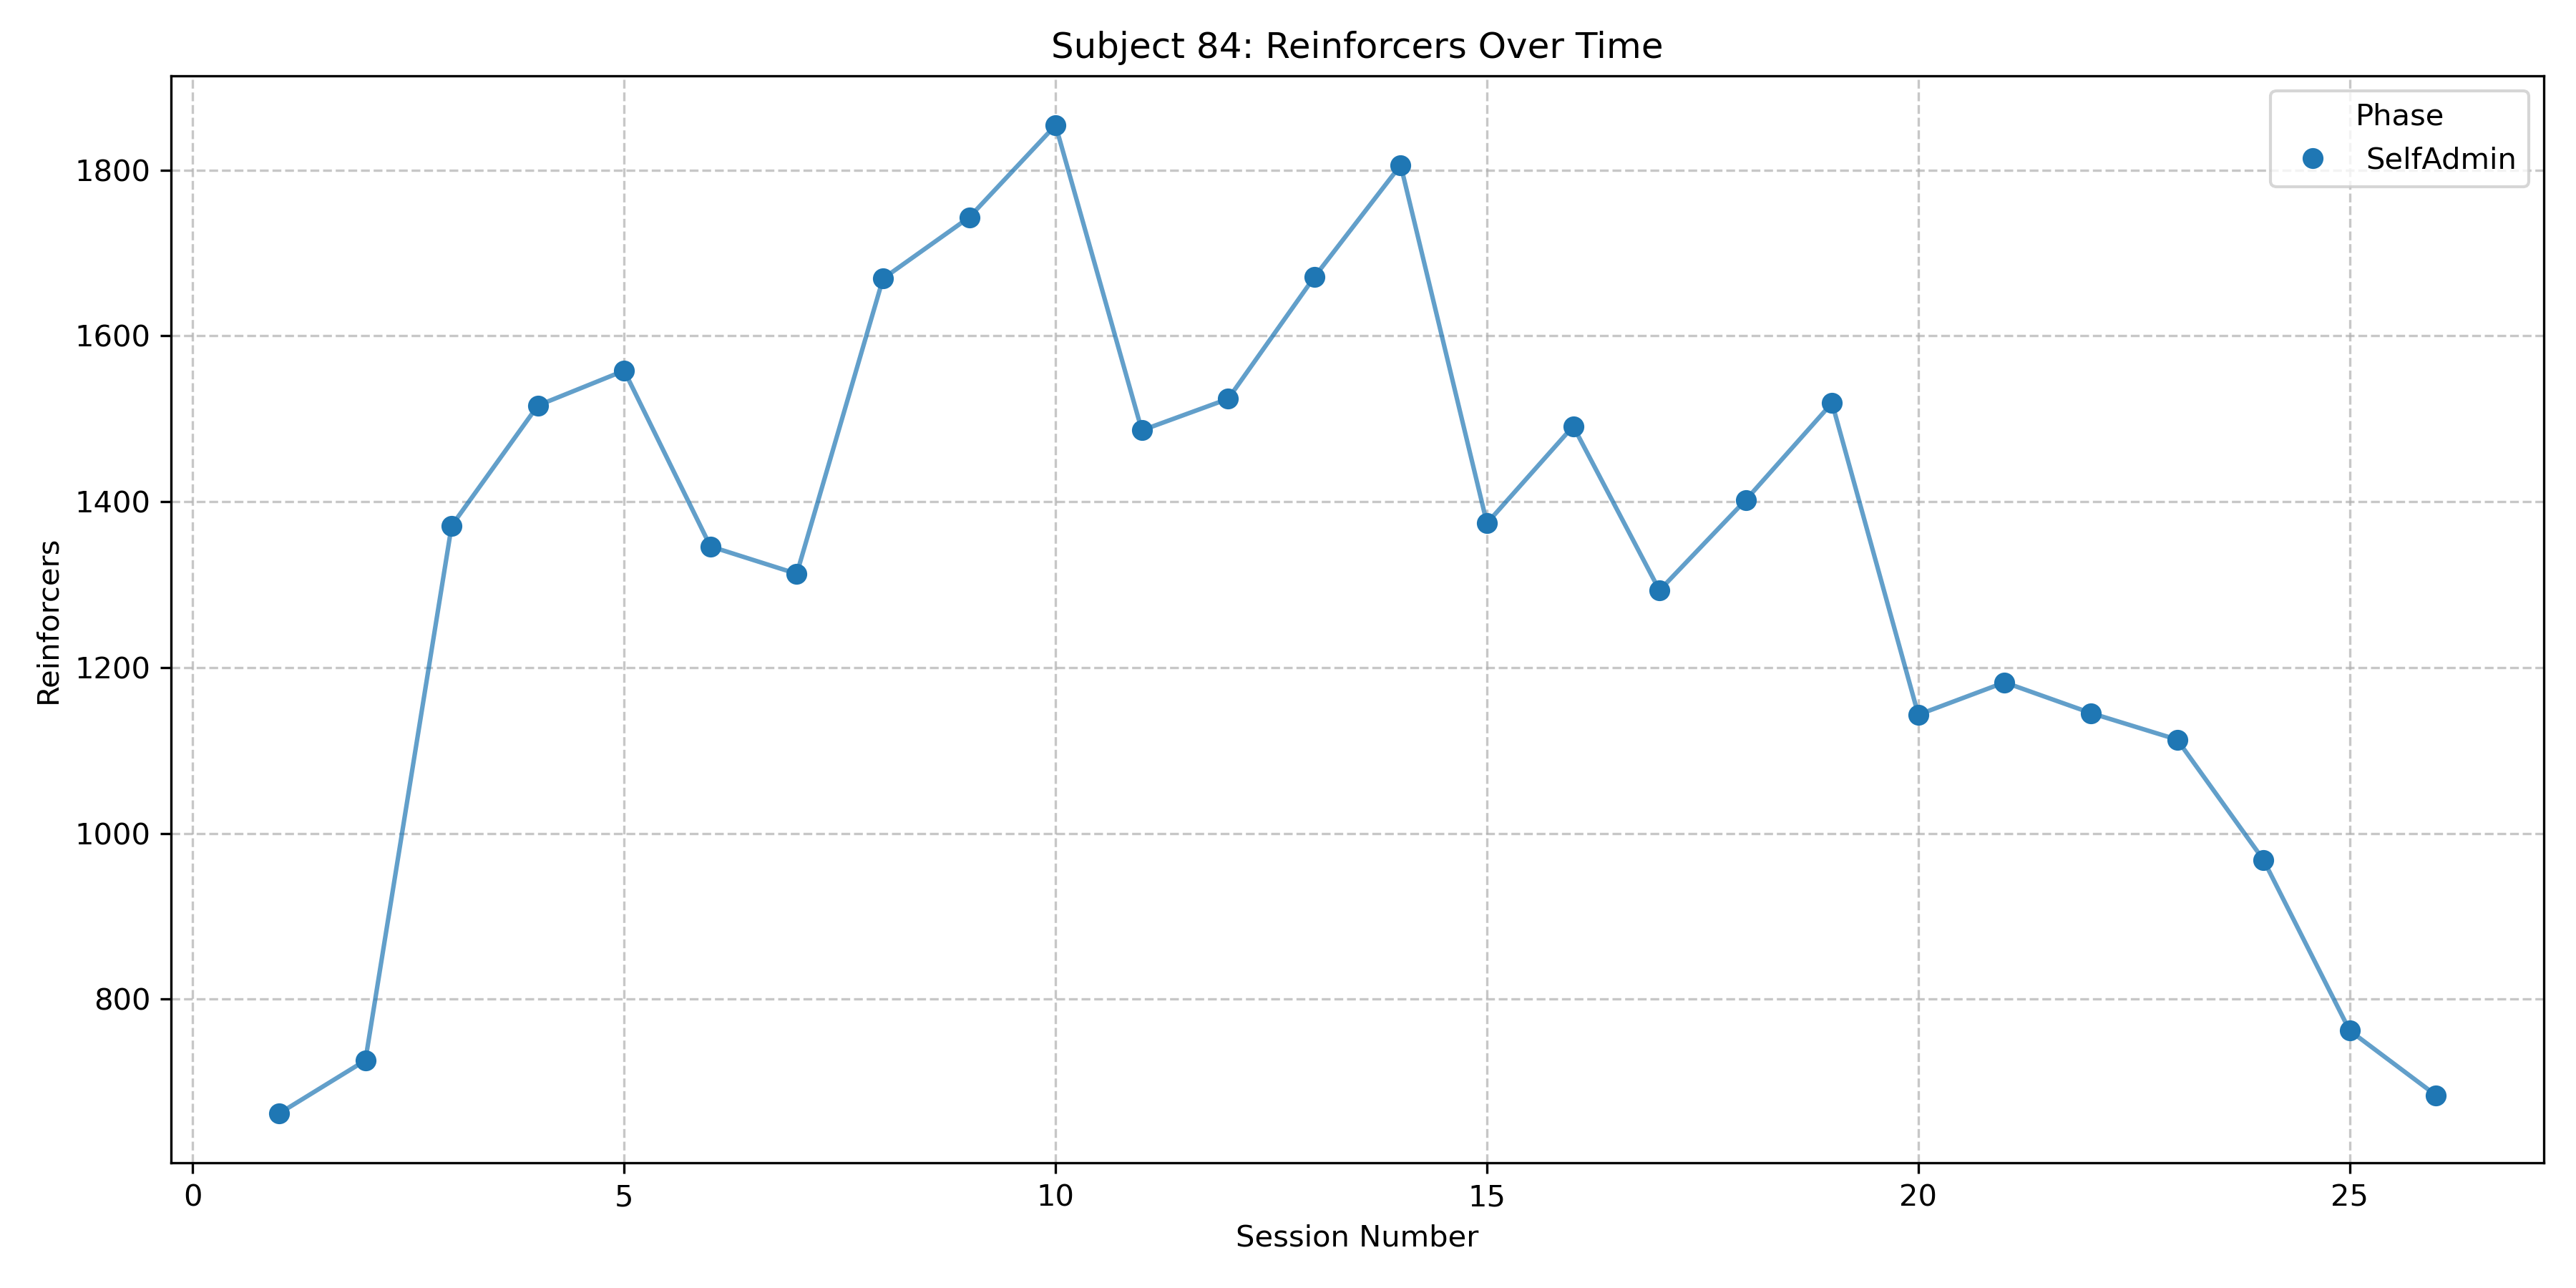 Subject 84: Reinforcers Over Time
Phase
SelfAdmin
Reinforcers
1800
1600
1400
1200
1000
800
0 5 10 15 20 25
Session Number